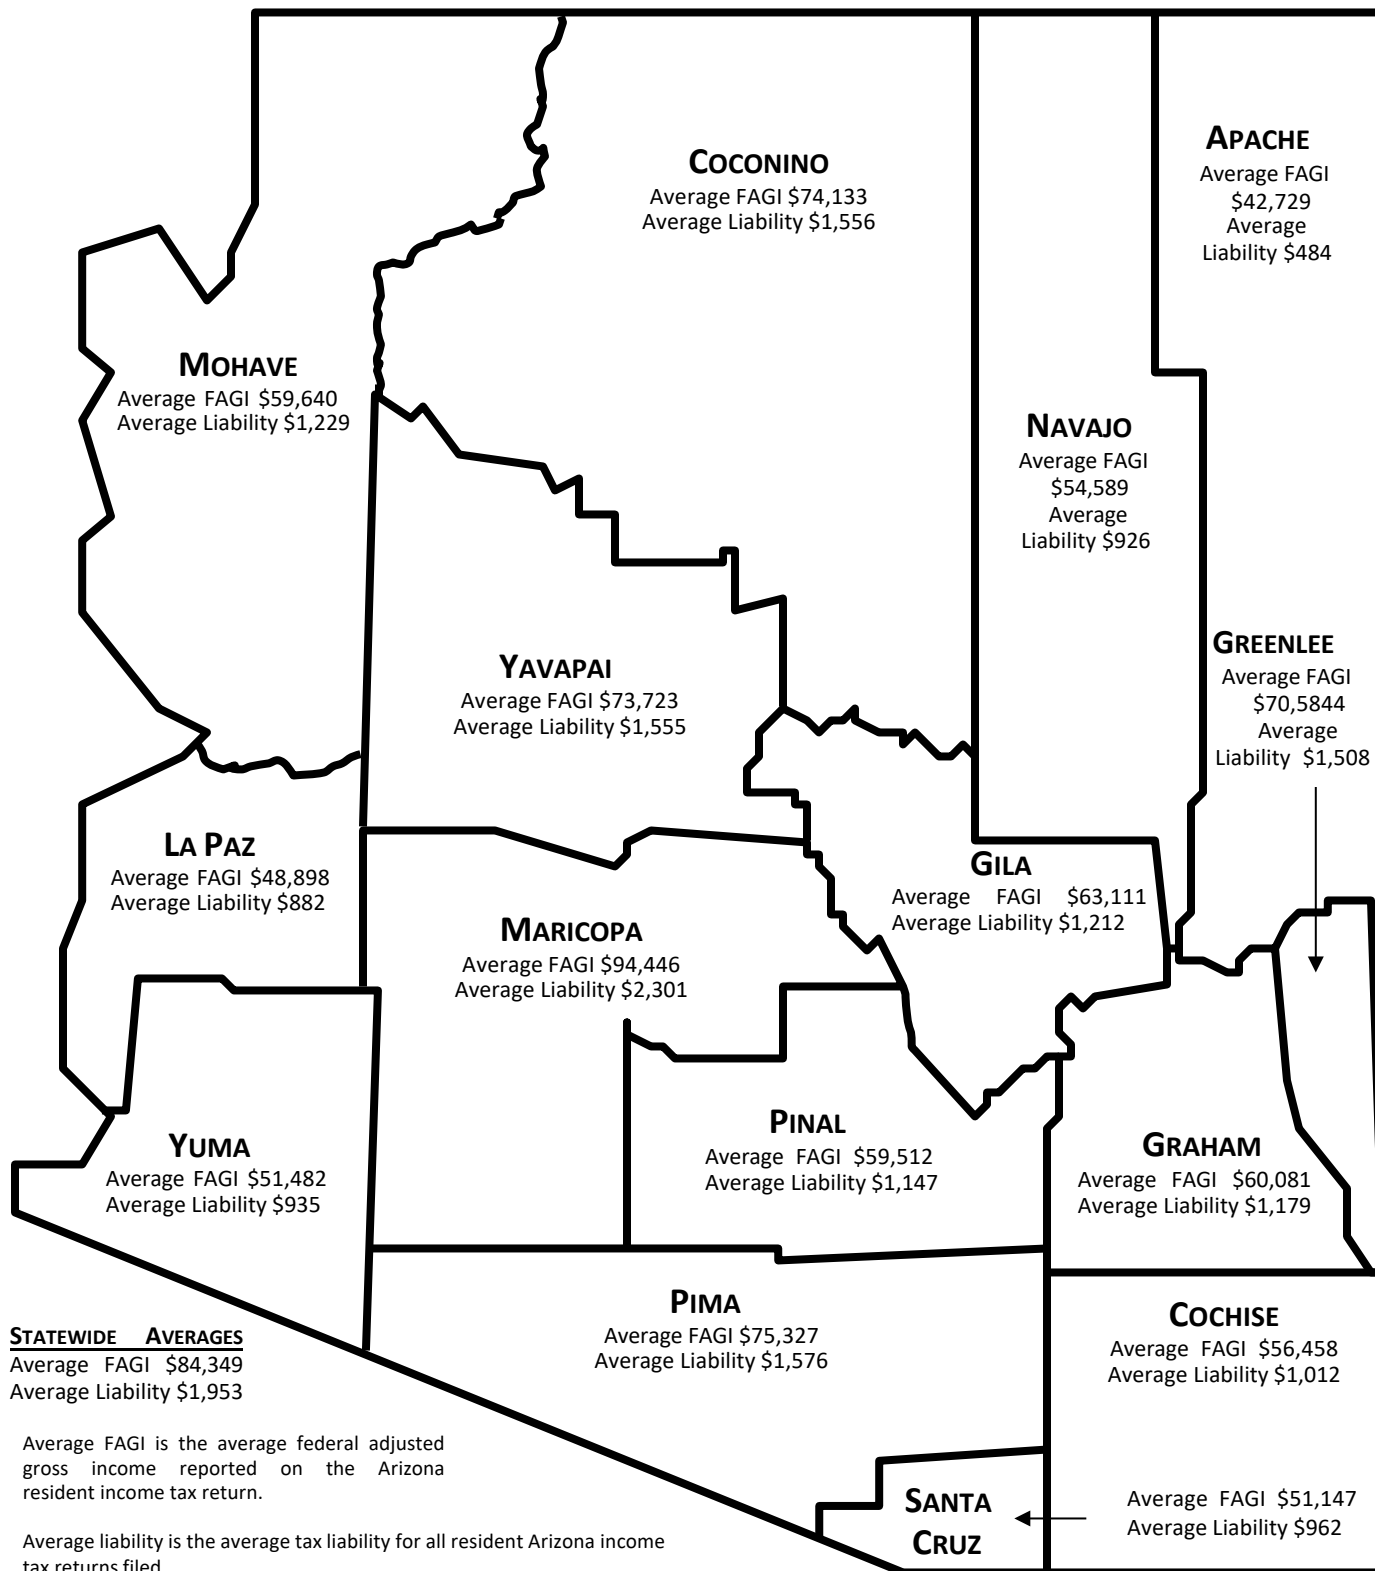 COCONINO
Average FAGI $74,133
Average Liability $1,556
APACHE
Average FAGI
$42,729
Average
Liability $484
MOHAVE
Average FAGI $59,640
Average Liability $1,229
NAVAJO
Average FAGI
$54,589
Average
Liability $926
YAVAPAI
Average FAGI $73,723
Average Liability $1,555
GREENLEE
Average FAGI
$70,5844
Average
Liability $1,508
LA PAZ
Average FAGI $48,898
Average Liability $882
GILA
Average FAGI $63,111
Average Liability $1,212
MARICOPA
Average FAGI $94,446
Average Liability $2,301
YUMA
Average FAGI $51,482
Average Liability $935
PINAL
Average FAGI $59,512
Average Liability $1,147
GRAHAM
Average FAGI $60,081
Average Liability $1,179
PIMA
Average FAGI $75,327
Average Liability $1,576
COCHISE
Average FAGI $56,458
Average Liability $1,012
STATEWIDE AVERAGES
Average FAGI $84,349
Average Liability $1,953
Average FAGI is the average federal adjusted
gross income reported on the Arizona
resident income tax return.
SANTA
CRUZ
Average FAGI $51,147
Average Liability $962
Average liability is the average tax liability for all resident Arizona income
tax returns filed